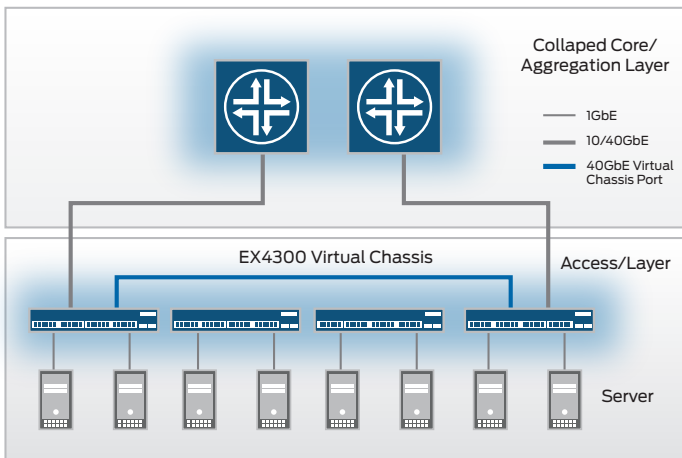 Collaped Core/
Aggregation Layer
1GbE
10/40GbE
40GbE Virtual
Chassis Port
EX4300 Virtual Chassis
Access/Layer
Server